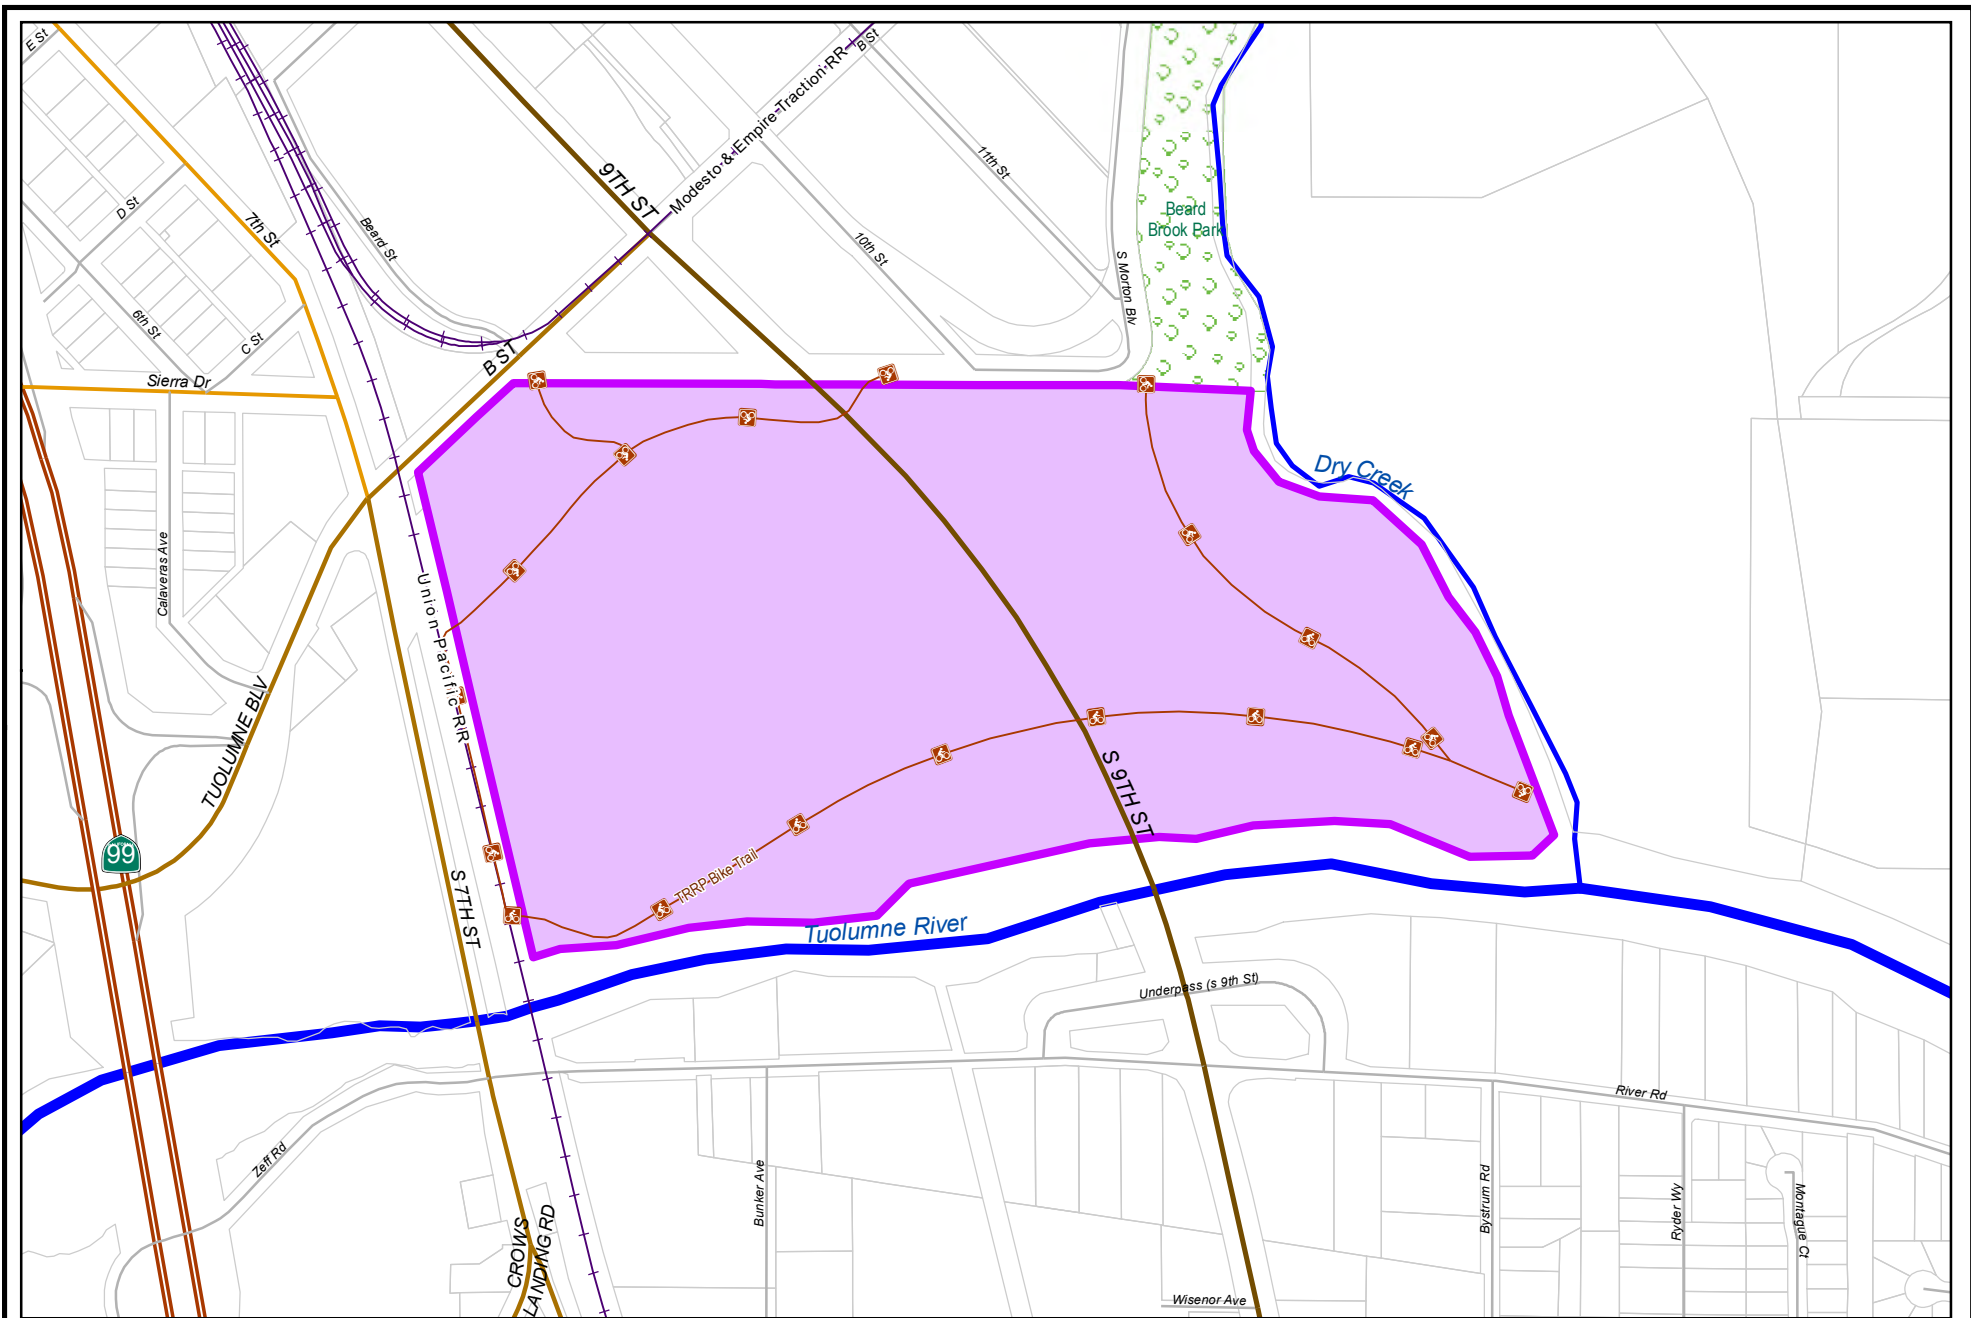 E St
B St
Modesto & Empire Traction RR
9TH ST
11th St
D St
7th St
Beard St
10th St
Beard
Brook Park
S Morton Blv
6th St
C St
B ST
Sierra Dr
Dry Creek
Calaveras Ave
Union Pacific RR
TUOLUMNE BLV
S 9TH ST
99
TRRP Bike Trail
S 7TH ST
Tuolumne River
Underpass (s 9th St)
River Rd
Zeff Rd
Bunker Ave
Bystrum Rd
Ryder Wy
Montague Ct
CROWS
LANDING RD
Wisenor Ave